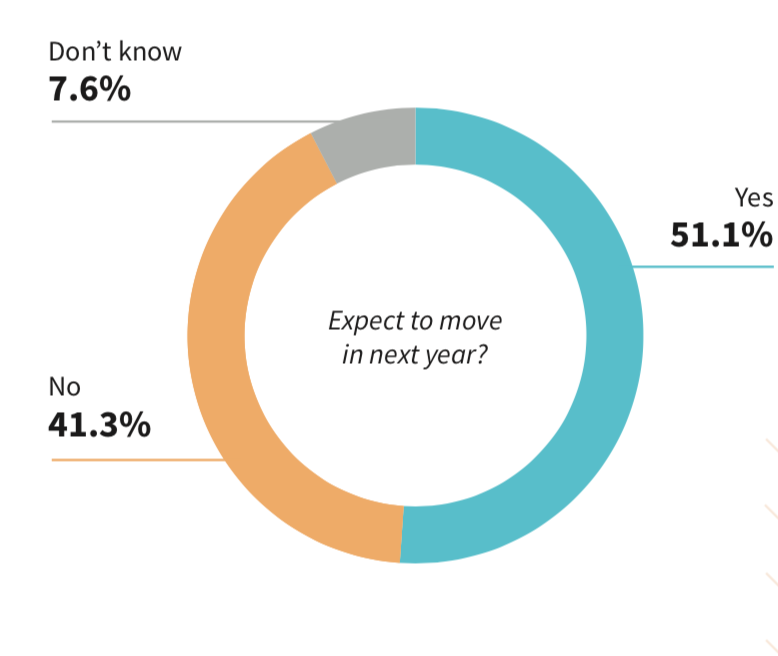 Don’t know
7.6%
Yes
51.1%
Expect to move
in next year?
No
41.3%